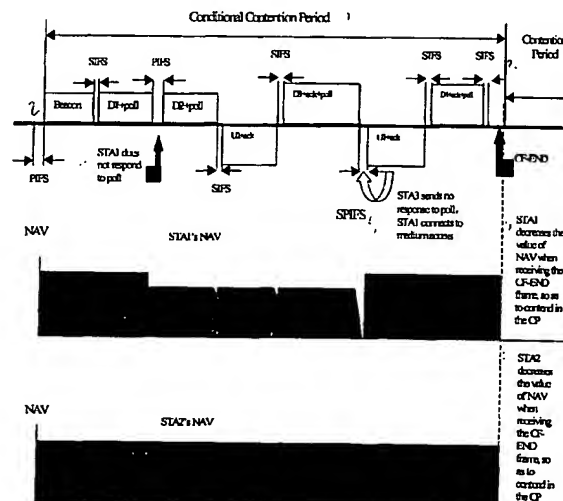 Conditional Contention Period
Contention
Period
SIFS
PIFS
SIFS
SIFS
SIFS
Beacon
D1+poll
D2+poll
D3+ack+poll
D4+poll
U2+ack
U4+ack
PIFS
STA1 does
not respond
to poll
SIFS
SPIFS
STA3 sends no
response to poll,
STA1 connects to
medium access
CF-END
NAV
STA1's NAV
STA1
decreases the
value of
NAV when
receiving the
CF-END
frame, so as
to contend in
the CP
NAV
STA2's NAV
STA2
decreases
the value
of NAV
when
receiving
the CF-
END
frame, so
as to
contend in
the CP